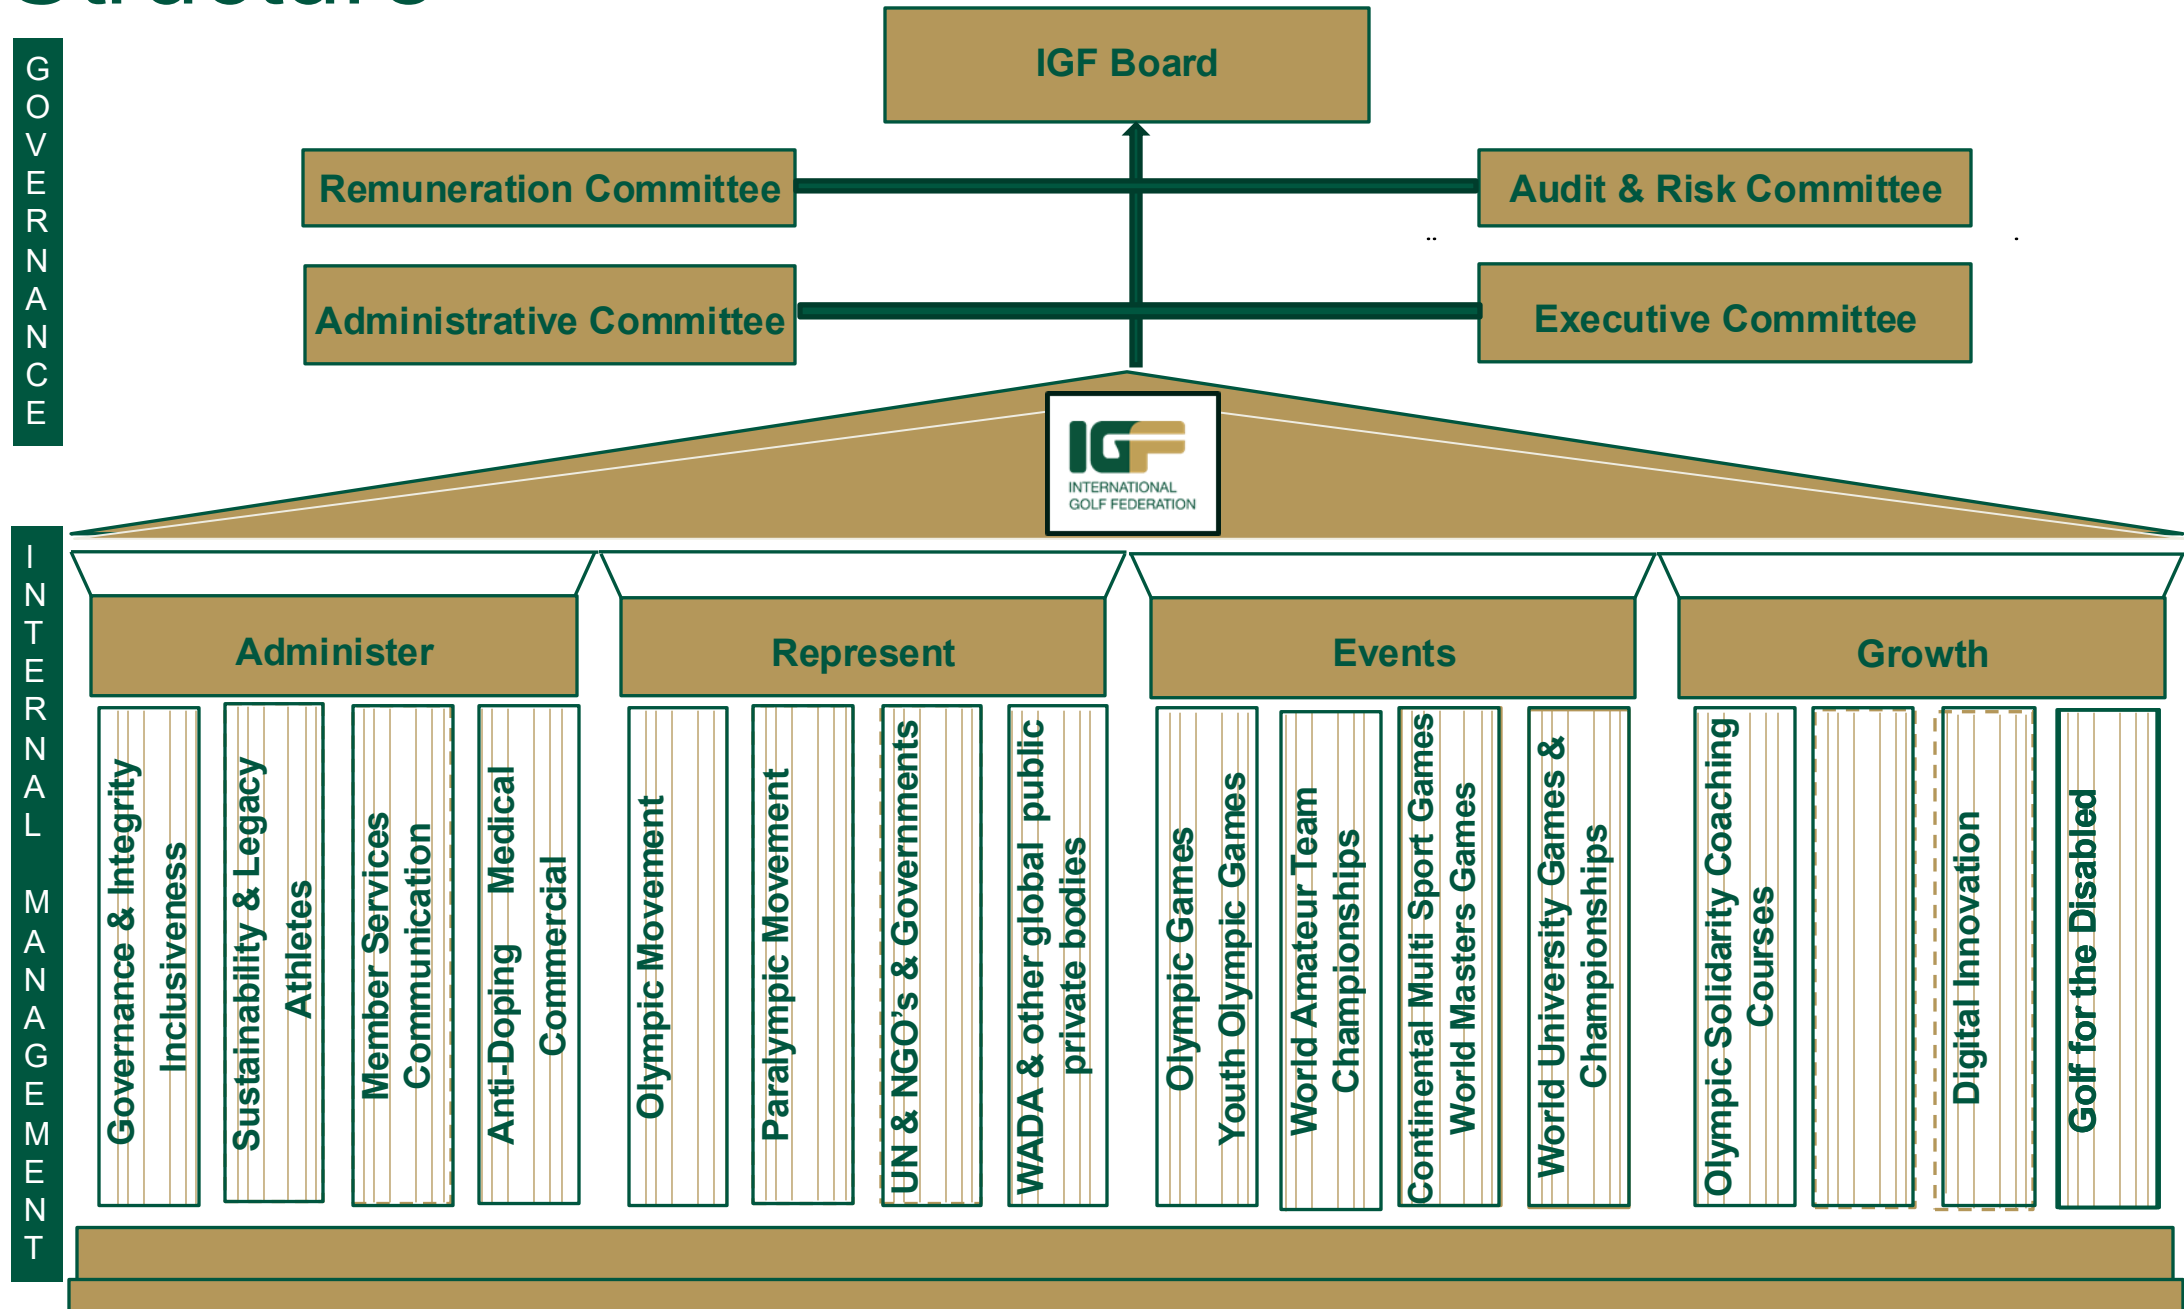 Structure
GOVERNANCE
IGF Board
Remuneration Committee
Audit & Risk Committee
Administrative Committee
Executive Committee
IGF
INTERNATIONAL
GOLF FEDERATION
INTERNAL MANAGEMENT
Administer
Represent
Events
Growth
Governance & Integrity
Inclusiveness
Sustainability & Legacy
Athletes
Member Services
Communication
Anti-Doping Medical
Commercial
Olympic Movement
Paralympic Movement
UN & NGO's & Governments
WADA & other global public
private bodies
Olympic Games
Youth Olympic Games
World Amateur Team
Championships
Continental Multi Sport Games
World Masters Games
World University Games &
Championships
Olympic Solidarity Coaching
Courses
Digital Innovation
Golf for the Disabled